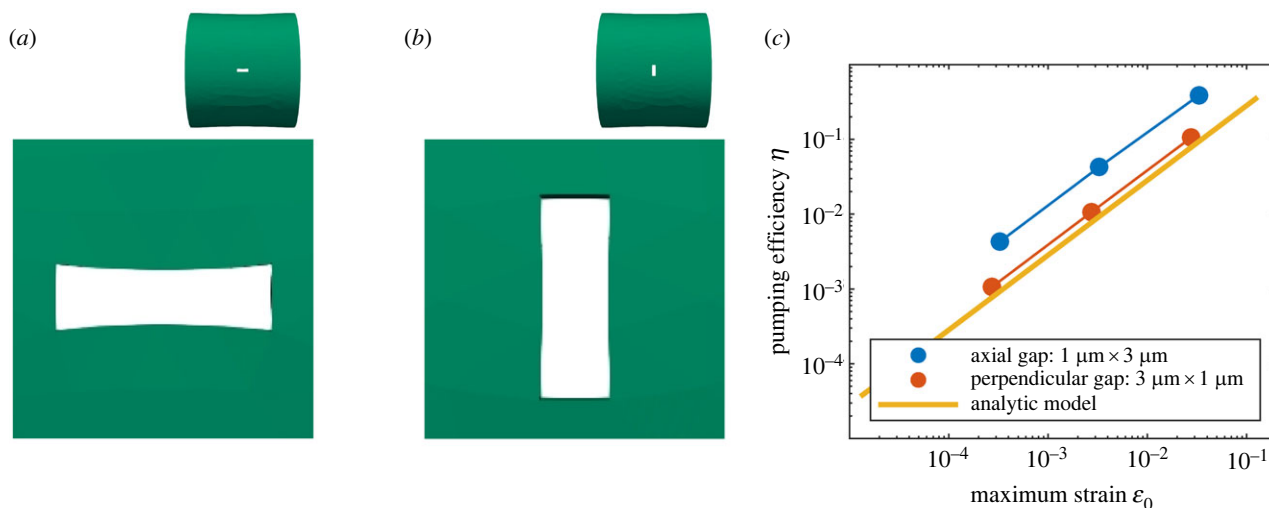 (a)
(b)
(c)
pumping efficiency η
10⁻¹
10⁻²
10⁻³
10⁻⁴
axial gap: 1 μm × 3 μm
perpendicular gap: 3 μm × 1 μm
analytic model
10⁻⁴ 10⁻³ 10⁻² 10⁻¹
maximum strain ε₀